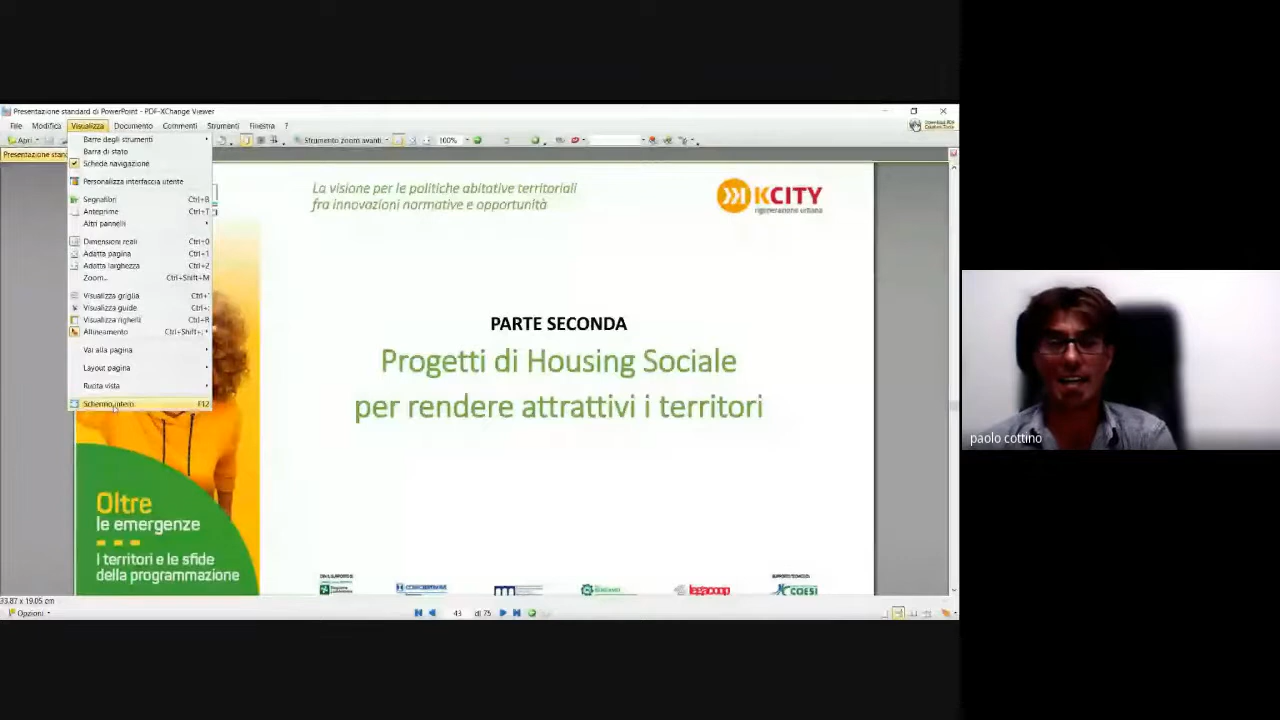 Presentazione standard di PowerPoint - PDF-XChange Viewer
File Modifica Visualizza Documento Commenti Strumenti Finestra ?
Apri Strumento zoom avanti 100%
Download PDF
Presentazione stand
Barre degli strumenti
Barra di stato
Schede navigazione
Personalizza interfaccia utente
Segnalibri Ctrl+B
Anteprime Ctrl+T
Altri pannelli
Dimensioni reali Ctrl+0
Adatta pagina Ctrl+1
Adatta larghezza Ctrl+2
Zoom... Ctrl+Shift+M
Visualizza griglia Ctrl+'
Visualizza guide Ctrl+;
Visualizza righelli Ctrl+R
Allineamento Ctrl+Shift+;
Vai alla pagina
Layout pagina
Ruota vista
Schermo intero F12
La visione per le politiche abitative territoriali
fra innovazioni normative e opportunità
KCITY
rigenerazione urbana
PARTE SECONDA
Progetti di Housing Sociale
per rendere attrattivi i territori
Oltre
le emergenze
I territori e le sfide
della programmazione
legacoop
COESI
33.87 x 19.05 cm
Opzioni
43 di 75
paolo cottino